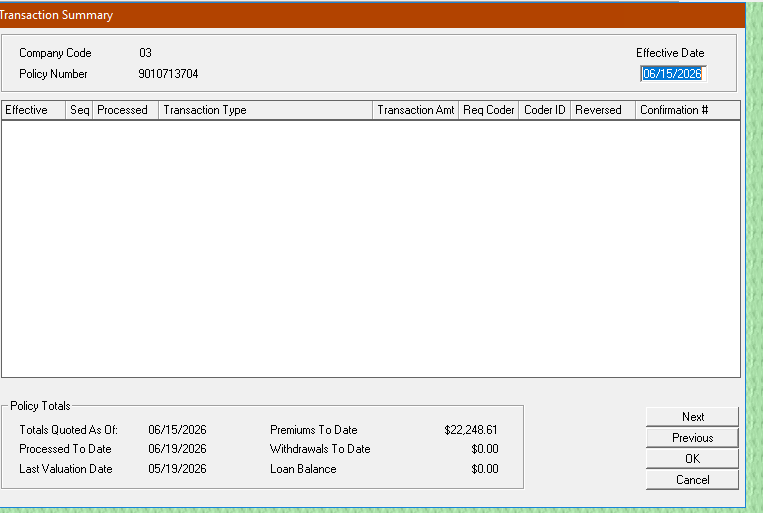 Transaction Summary
Company Code 03
Effective Date
Policy Number 9010713704
06/15/2026
Effective Seq Processed Transaction Type Transaction Amt Req Coder Coder ID Reversed Confirmation #
Policy Totals
Totals Quoted As Of: 06/15/2026 Premiums To Date $22,248.61
Processed To Date 06/19/2026 Withdrawals To Date $0.00
Last Valuation Date 05/19/2026 Loan Balance $0.00
Next
Previous
OK
Cancel